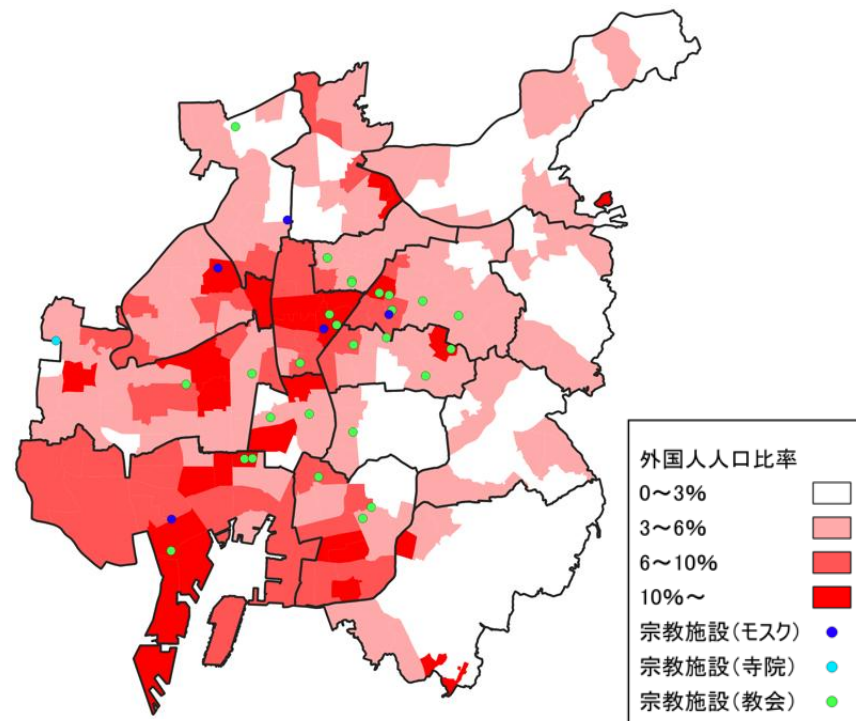 外国人人口比率
0～3%
3～6%
6～10%
10%～
宗教施設(モスク)
宗教施設(寺院)
宗教施設(教会)